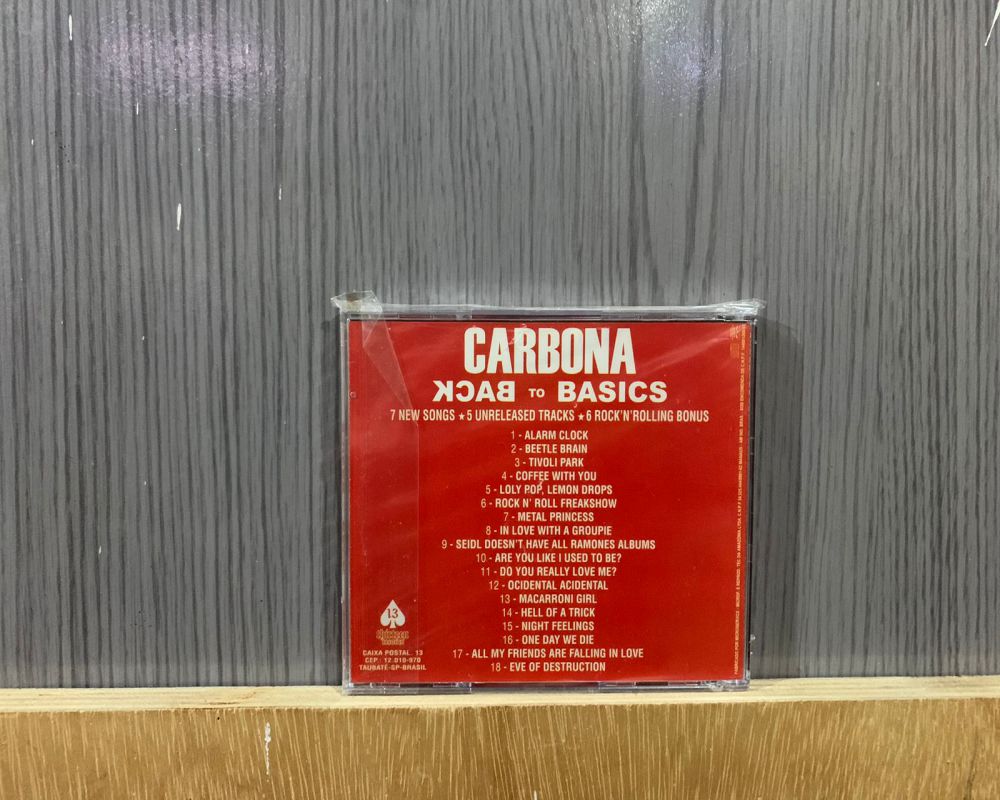 CARBONA
BACK TO BASICS
7 NEW SONGS ★ 5 UNRELEASED TRACKS ★ 6 ROCK'N'ROLLING BONUS
1 - ALARM CLOCK
2 - BEETLE BRAIN
3 - TIVOLI PARK
4 - COFFEE WITH YOU
5 - LOLY POP, LEMON DROPS
6 - ROCK N' ROLL FREAKSHOW
7 - METAL PRINCESS
8 - IN LOVE WITH A GROUPIE
9 - SEIDL DOESN'T HAVE ALL RAMONES ALBUMS
10 - ARE YOU LIKE I USED TO BE?
11 - DO YOU REALLY LOVE ME?
12 - OCIDENTAL ACIDENTAL
13 - MACARRONI GIRL
14 - HELL OF A TRICK
15 - NIGHT FEELINGS
16 - ONE DAY WE DIE
17 - ALL MY FRIENDS ARE FALLING IN LOVE
18 - EVE OF DESTRUCTION
13
thirteen
records
CAIXA POSTAL 13
CEP: 12.010-970
TAUBATÉ-SP-BRASIL